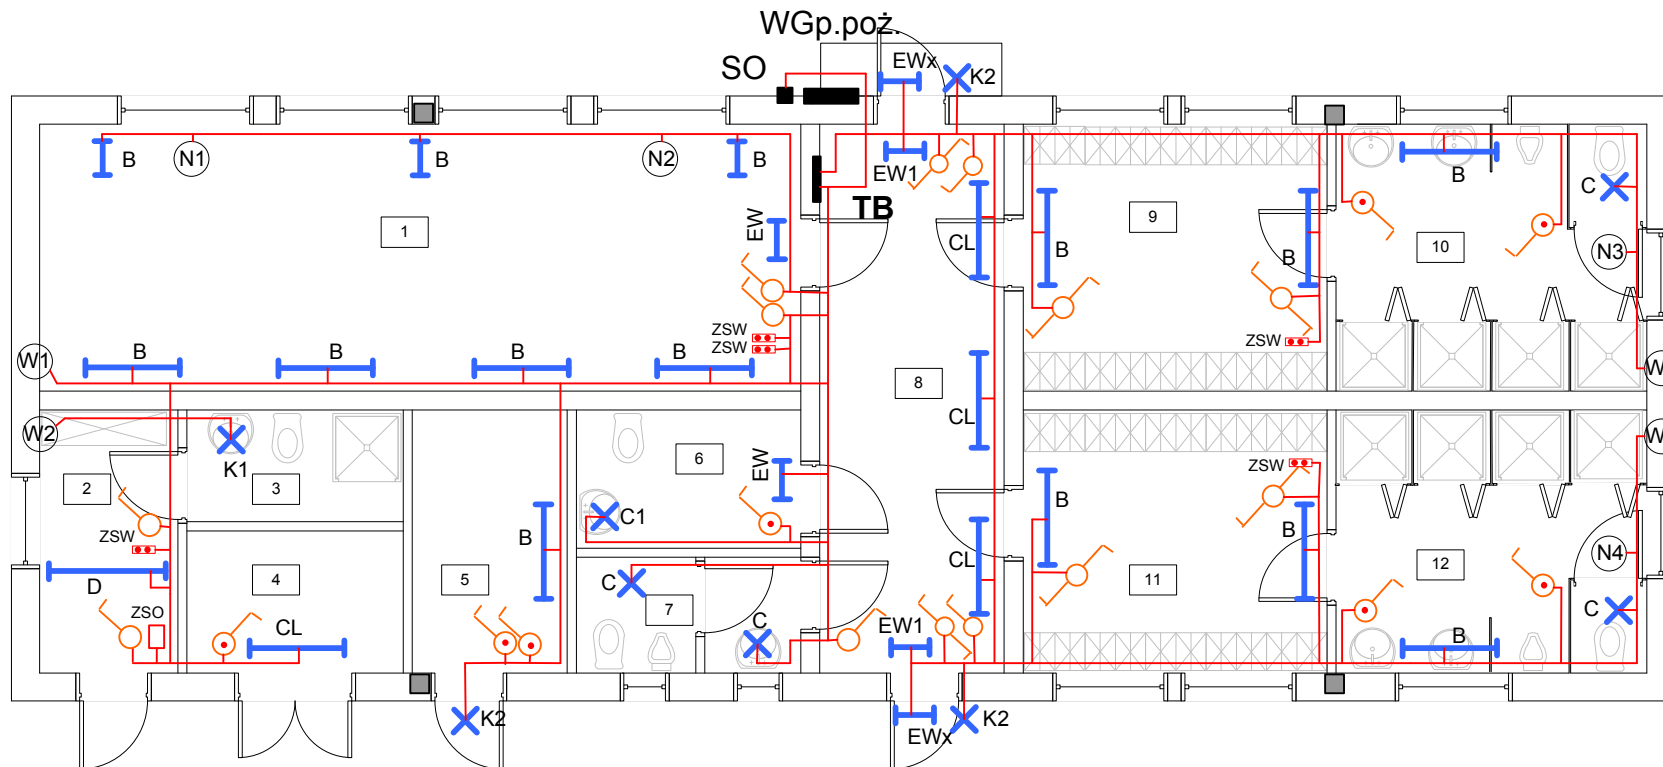 WGp.poż.
SO
EWx
K2
B
N1
B
N2
B
EW1
B
C
TB
1
EW
CL
B
9
B
10
N3
ZSW
ZSW
ZSW
W1
B
B
B
B
8
CL
W
W2
K1
6
EW
ZSW
W
2
3
C1
B
B
B
ZSW
D
4
5
C
7
CL
11
12
N4
C
ZSO
CL
C
EW1
B
K2
EWx
K2